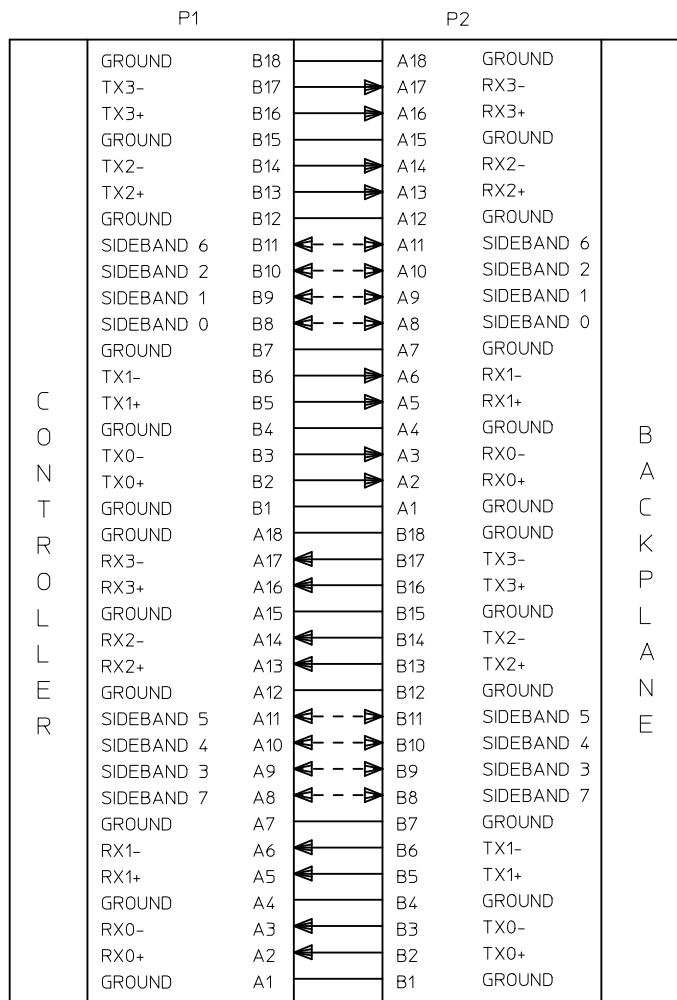 P1 P2
GROUND B18 A18 GROUND
TX3- B17 A17 RX3-
TX3+ B16 A16 RX3+
GROUND B15 A15 GROUND
TX2- B14 A14 RX2-
TX2+ B13 A13 RX2+
GROUND B12 A12 GROUND
SIDEBAND 6 B11 A11 SIDEBAND 6
SIDEBAND 2 B10 A10 SIDEBAND 2
SIDEBAND 1 B9 A9 SIDEBAND 1
SIDEBAND 0 B8 A8 SIDEBAND 0
GROUND B7 A7 GROUND
TX1- B6 A6 RX1-
TX1+ B5 A5 RX1+
GROUND B4 A4 GROUND
TX0- B3 A3 RX0-
TX0+ B2 A2 RX0+
GROUND B1 A1 GROUND
GROUND A18 B18 GROUND
RX3- A17 B17 TX3-
RX3+ A16 B16 TX3+
GROUND A15 B15 GROUND
RX2- A14 B14 TX2-
RX2+ A13 B13 TX2+
GROUND A12 B12 GROUND
SIDEBAND 5 A11 B11 SIDEBAND 5
SIDEBAND 4 A10 B10 SIDEBAND 4
SIDEBAND 3 A9 B9 SIDEBAND 3
SIDEBAND 7 A8 B8 SIDEBAND 7
GROUND A7 B7 GROUND
RX1- A6 B6 TX1-
RX1+ A5 B5 TX1+
GROUND A4 B4 GROUND
RX0- A3 B3 TX0-
RX0+ A2 B2 TX0+
GROUND A1 B1 GROUND
CONTROLLER
BACKPLANE